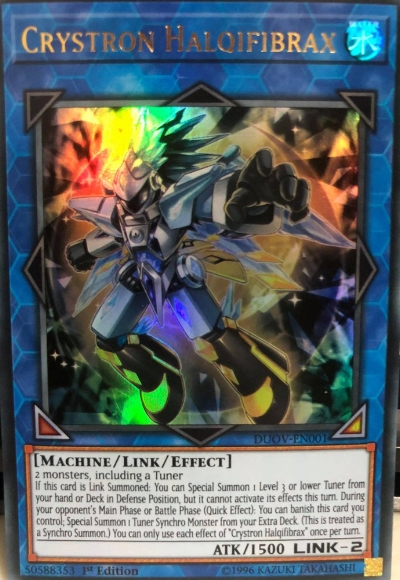 CRYSTRON HALQIFIBRAX
WATER
水
DUOV-EN001
[MACHINE/LINK/EFFECT]
2 monsters, including a Tuner
If this card is Link Summoned: You can Special Summon 1 Level 3 or lower Tuner from
your hand or Deck in Defense Position, but it cannot activate its effects this turn. During
your opponent's Main Phase or Battle Phase (Quick Effect): You can banish this card you
control; Special Summon 1 Tuner Synchro Monster from your Extra Deck. (This is treated as
a Synchro Summon.) You can only use each effect of "Crystron Halqifibrax" once per turn.
ATK/1500 LINK-2
50588353 1st Edition ©1996 KAZUKI TAKAHASHI